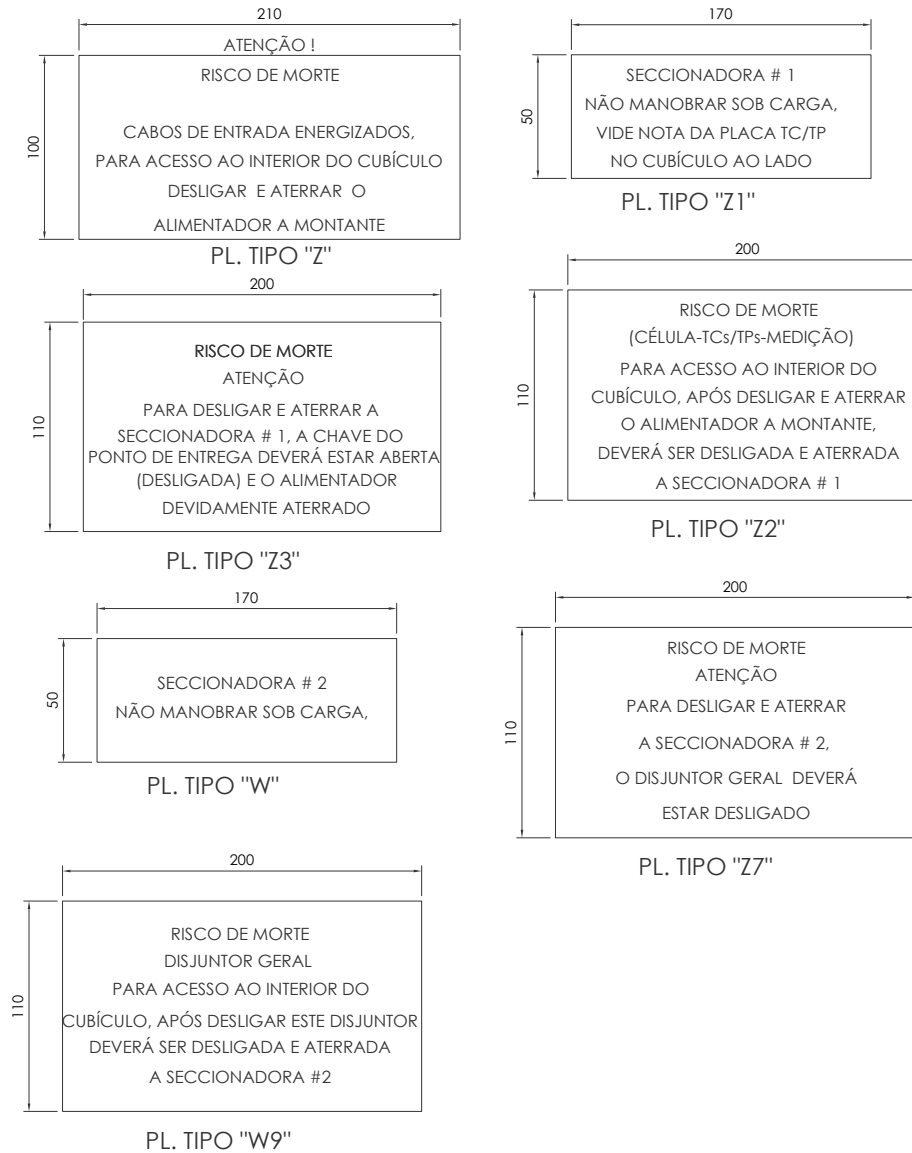 210
ATENÇÃO !
100
RISCO DE MORTE
CABOS DE ENTRADA ENERGIZADOS,
PARA ACESSO AO INTERIOR DO CUBÍCULO
DESLIGAR E ATERRAR O
ALIMENTADOR A MONTANTE
PL. TIPO "Z"
170
50
SECCIONADORA # 1
NÃO MANOBRAR SOB CARGA,
VIDE NOTA DA PLACA TC/TP
NO CUBÍCULO AO LADO
PL. TIPO "Z1"
200
110
RISCO DE MORTE
ATENÇÃO
PARA DESLIGAR E ATERRAR A
SECCIONADORA # 1, A CHAVE DO
PONTO DE ENTREGA DEVERÁ ESTAR ABERTA
(DESLIGADA) E O ALIMENTADOR
DEVIDAMENTE ATERRADO
PL. TIPO "Z3"
200
110
RISCO DE MORTE
(CÉLULA-TCs/TPs-MEDIÇÃO)
PARA ACESSO AO INTERIOR DO
CUBÍCULO, APÓS DESLIGAR E ATERRAR
O ALIMENTADOR A MONTANTE,
DEVERÁ SER DESLIGADA E ATERRADA
A SECCIONADORA # 1
PL. TIPO "Z2"
170
50
SECCIONADORA # 2
NÃO MANOBRAR SOB CARGA,
PL. TIPO "W"
200
110
RISCO DE MORTE
ATENÇÃO
PARA DESLIGAR E ATERRAR
A SECCIONADORA # 2,
O DISJUNTOR GERAL DEVERÁ
ESTAR DESLIGADO
PL. TIPO "Z7"
200
110
RISCO DE MORTE
DISJUNTOR GERAL
PARA ACESSO AO INTERIOR DO
CUBÍCULO, APÓS DESLIGAR ESTE DISJUNTOR
DEVERÁ SER DESLIGADA E ATERRADA
A SECCIONADORA #2
PL. TIPO "W9"